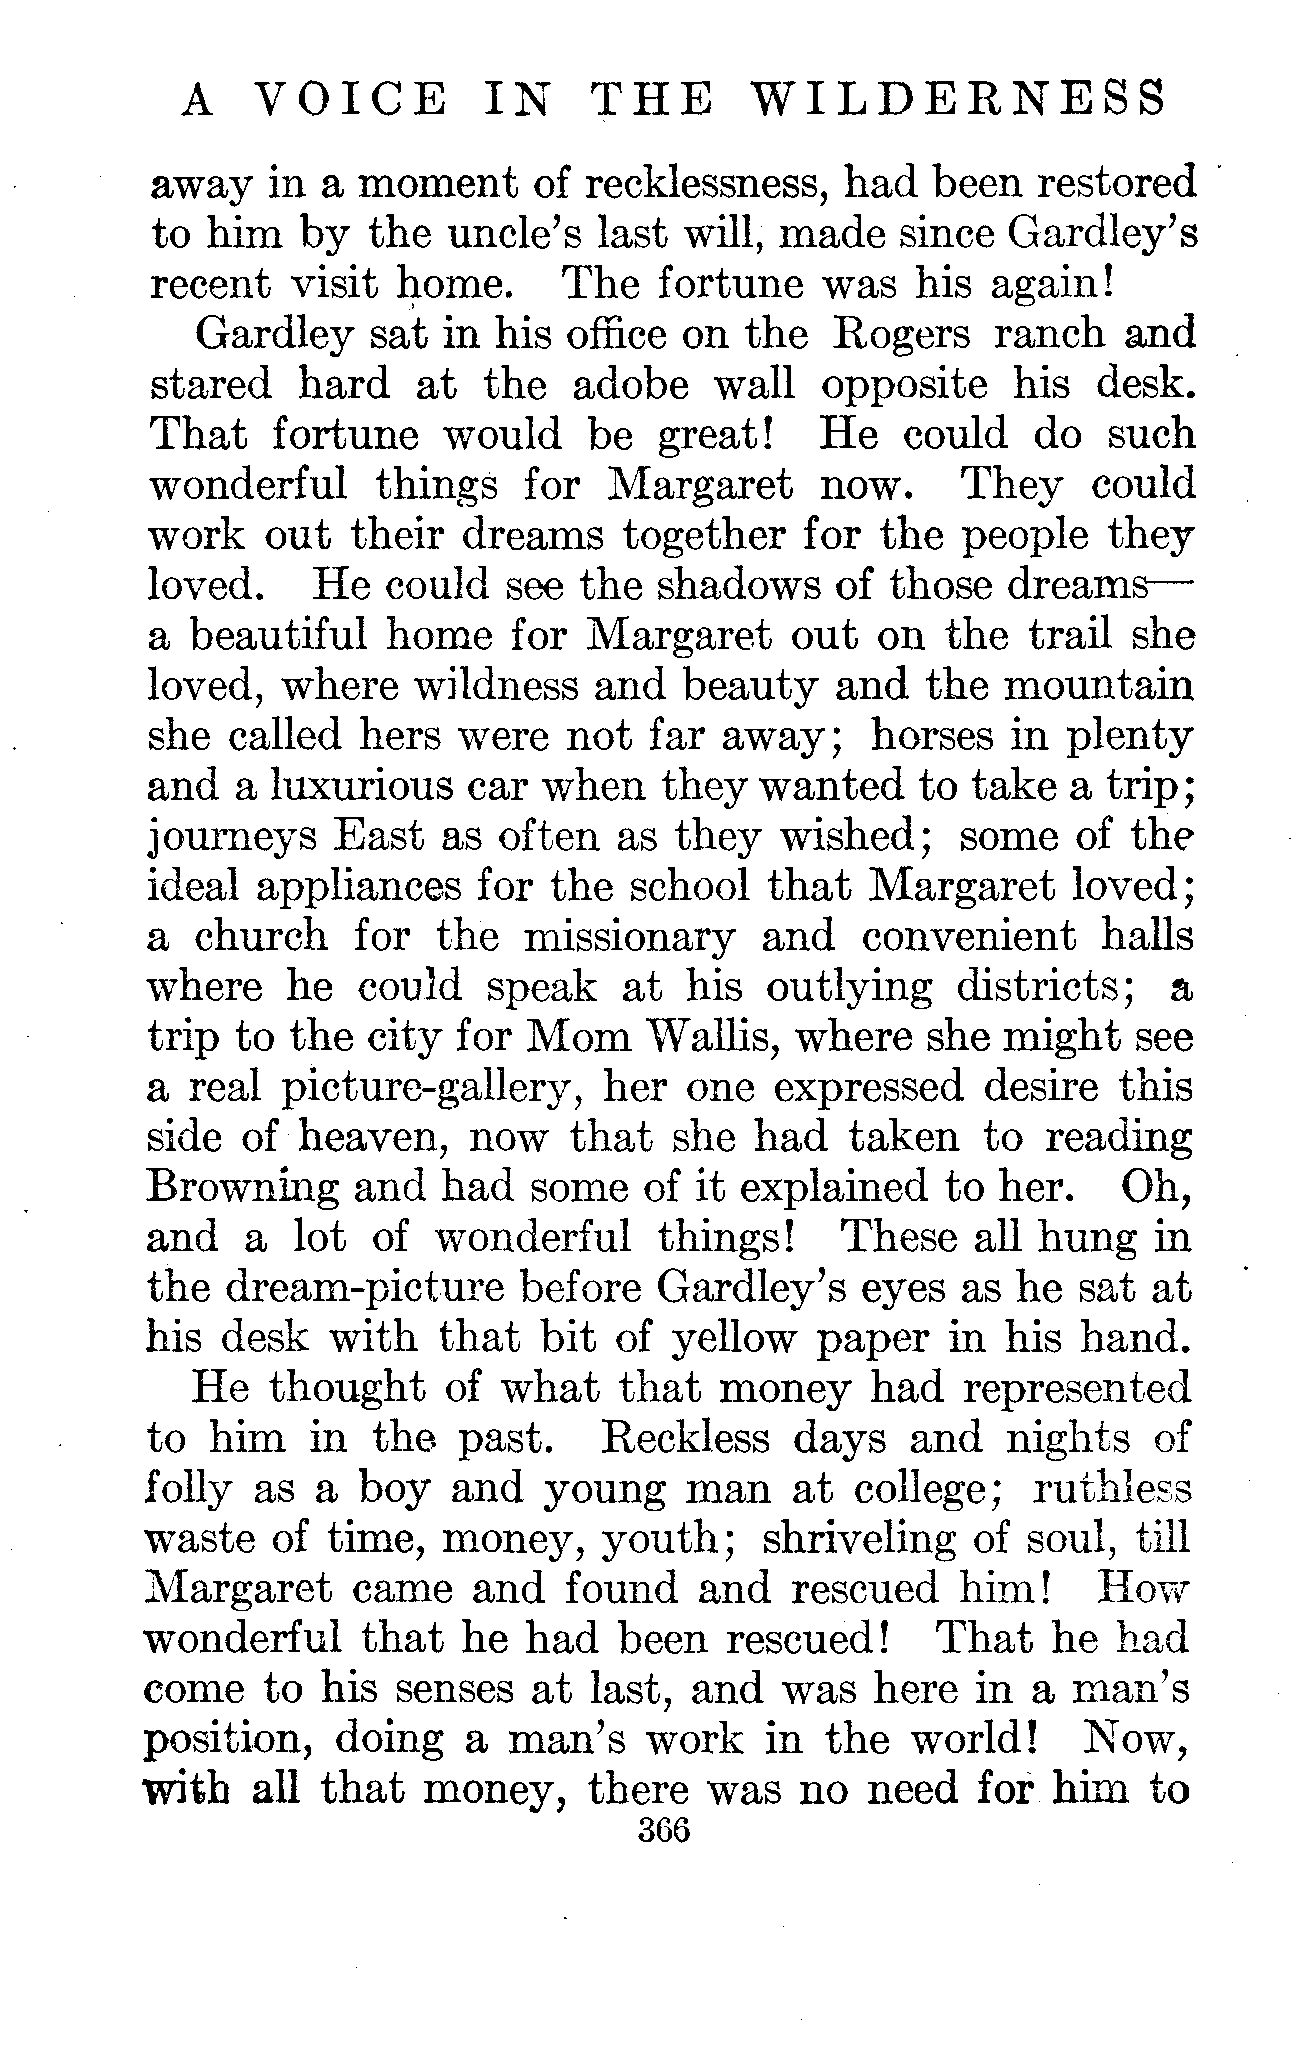 A VOICE IN THE WILDERNESS
away in a moment of recklessness, had been restored
to him by the uncle's last will, made since Gardley's
recent visit home. The fortune was his again!
Gardley sat in his office on the Rogers ranch and
stared hard at the adobe wall opposite his desk.
That fortune would be great! He could do such
wonderful things for Margaret now. They could
work out their dreams together for the people they
loved. He could see the shadows of those dreams—
a beautiful home for Margaret out on the trail she
loved, where wildness and beauty and the mountain
she called hers were not far away; horses in plenty
and a luxurious car when they wanted to take a trip;
journeys East as often as they wished; some of the
ideal appliances for the school that Margaret loved;
a church for the missionary and convenient halls
where he could speak at his outlying districts; a
trip to the city for Mom Wallis, where she might see
a real picture-gallery, her one expressed desire this
side of heaven, now that she had taken to reading
Browning and had some of it explained to her. Oh,
and a lot of wonderful things! These all hung in
the dream-picture before Gardley's eyes as he sat at
his desk with that bit of yellow paper in his hand.
He thought of what that money had represented
to him in the past. Reckless days and nights of
folly as a boy and young man at college; ruthless
waste of time, money, youth; shriveling of soul, till
Margaret came and found and rescued him! How
wonderful that he had been rescued! That he had
come to his senses at last, and was here in a man's
position, doing a man's work in the world! Now,
with all that money, there was no need for him to
366